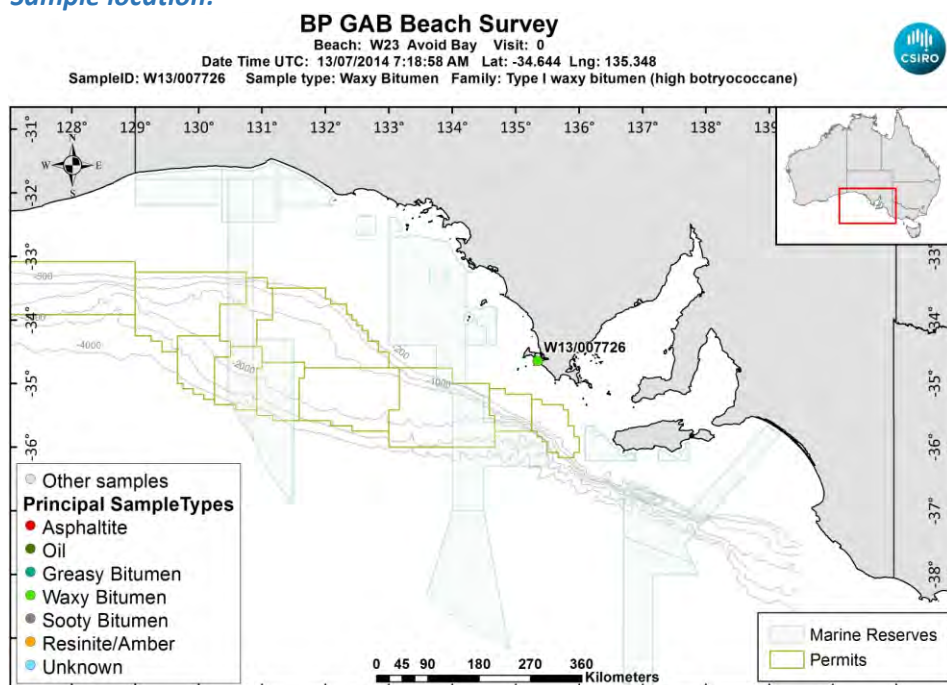 Sample location:
BP GAB Beach Survey
Beach: W23 Avoid Bay Visit: 0
Date Time UTC: 13/07/2014 7:18:58 AM Lat: -34.644 Lng: 135.348
SampleID: W13/007726 Sample type: Waxy Bitumen Family: Type I waxy bitumen (high botryococcane)
CSIRO
128° 129° 130° 131° 132° 133° 134° 135° 136° 137° 138° 139
-31°
-32°
-33°
-34°
-35°
-36°
-37°
-38°
N
W E
S
-31°
-32°
-33°
-34°
-35°
-36°
-37°
-38°
-200
-1000
-2000
-4000
W13/007726
Other samples
Principal SampleTypes
Asphaltite
Oil
Greasy Bitumen
Waxy Bitumen
Sooty Bitumen
Resinite/Amber
Unknown
0 45 90 180 270 360
Kilometers
Marine Reserves
Permits